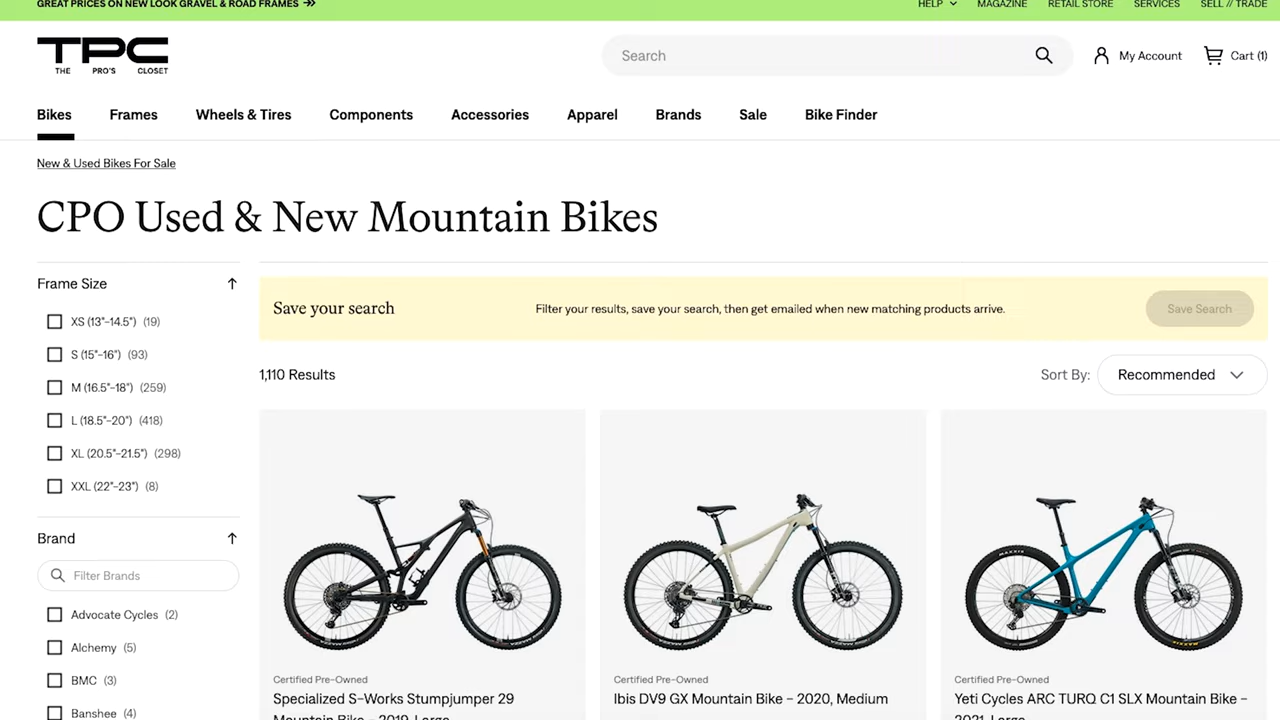 GREAT PRICES ON NEW LOOK GRAVEL & ROAD FRAMES
HELP MAGAZINE RETAIL STORE SERVICES SELL // TRADE
TPC
THE PRO'S CLOSET
Search
My Account
Cart (1)
Bikes Frames Wheels & Tires Components Accessories Apparel Brands Sale Bike Finder
New & Used Bikes For Sale
CPO Used & New Mountain Bikes
Frame Size
XS (13"-14.5") (19)
S (15"-16") (93)
M (16.5"-18") (259)
L (18.5"-20") (418)
XL (20.5"-21.5") (298)
XXL (22"-23") (8)
Brand
Filter Brands
Advocate Cycles (2)
Alchemy (5)
BMC (3)
Banshee (4)
Save your search
Filter your results, save your search, then get emailed when new matching products arrive.
Save Search
1,110 Results
Sort By: Recommended
Certified Pre-Owned
Specialized S-Works Stumpjumper 29
Mountain Bike - 2019, Large
Certified Pre-Owned
Ibis DV9 GX Mountain Bike - 2020, Medium
MAXXIS
Certified Pre-Owned
Yeti Cycles ARC TURQ C1 SLX Mountain Bike -
2021, Large